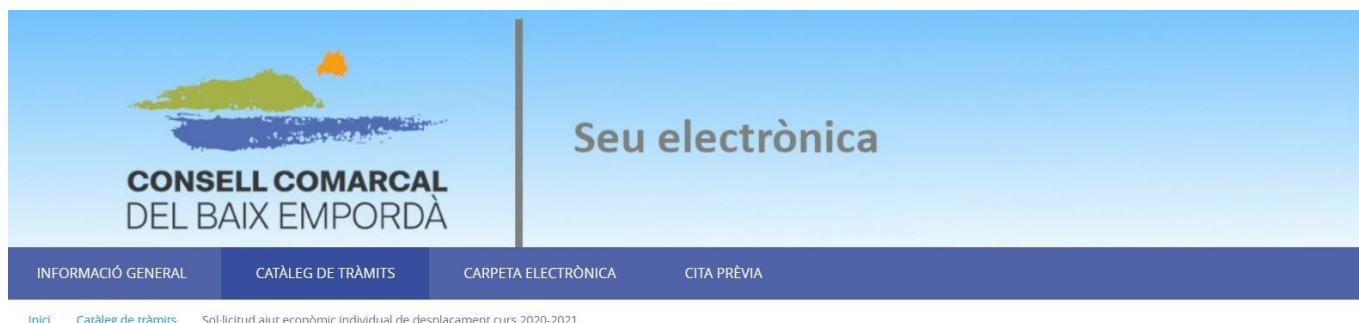 CONSELL COMARCAL
DEL BAIX EMPORDÀ
Seu electrònica
INFORMACIÓ GENERAL CATÀLEG DE TRÀMITS CARPETA ELECTRÒNICA CITA PRÈVIA
Inici Catàleg de tràmits Sol·licitud ajut econòmic individual de desplaçament curs 2020-2021